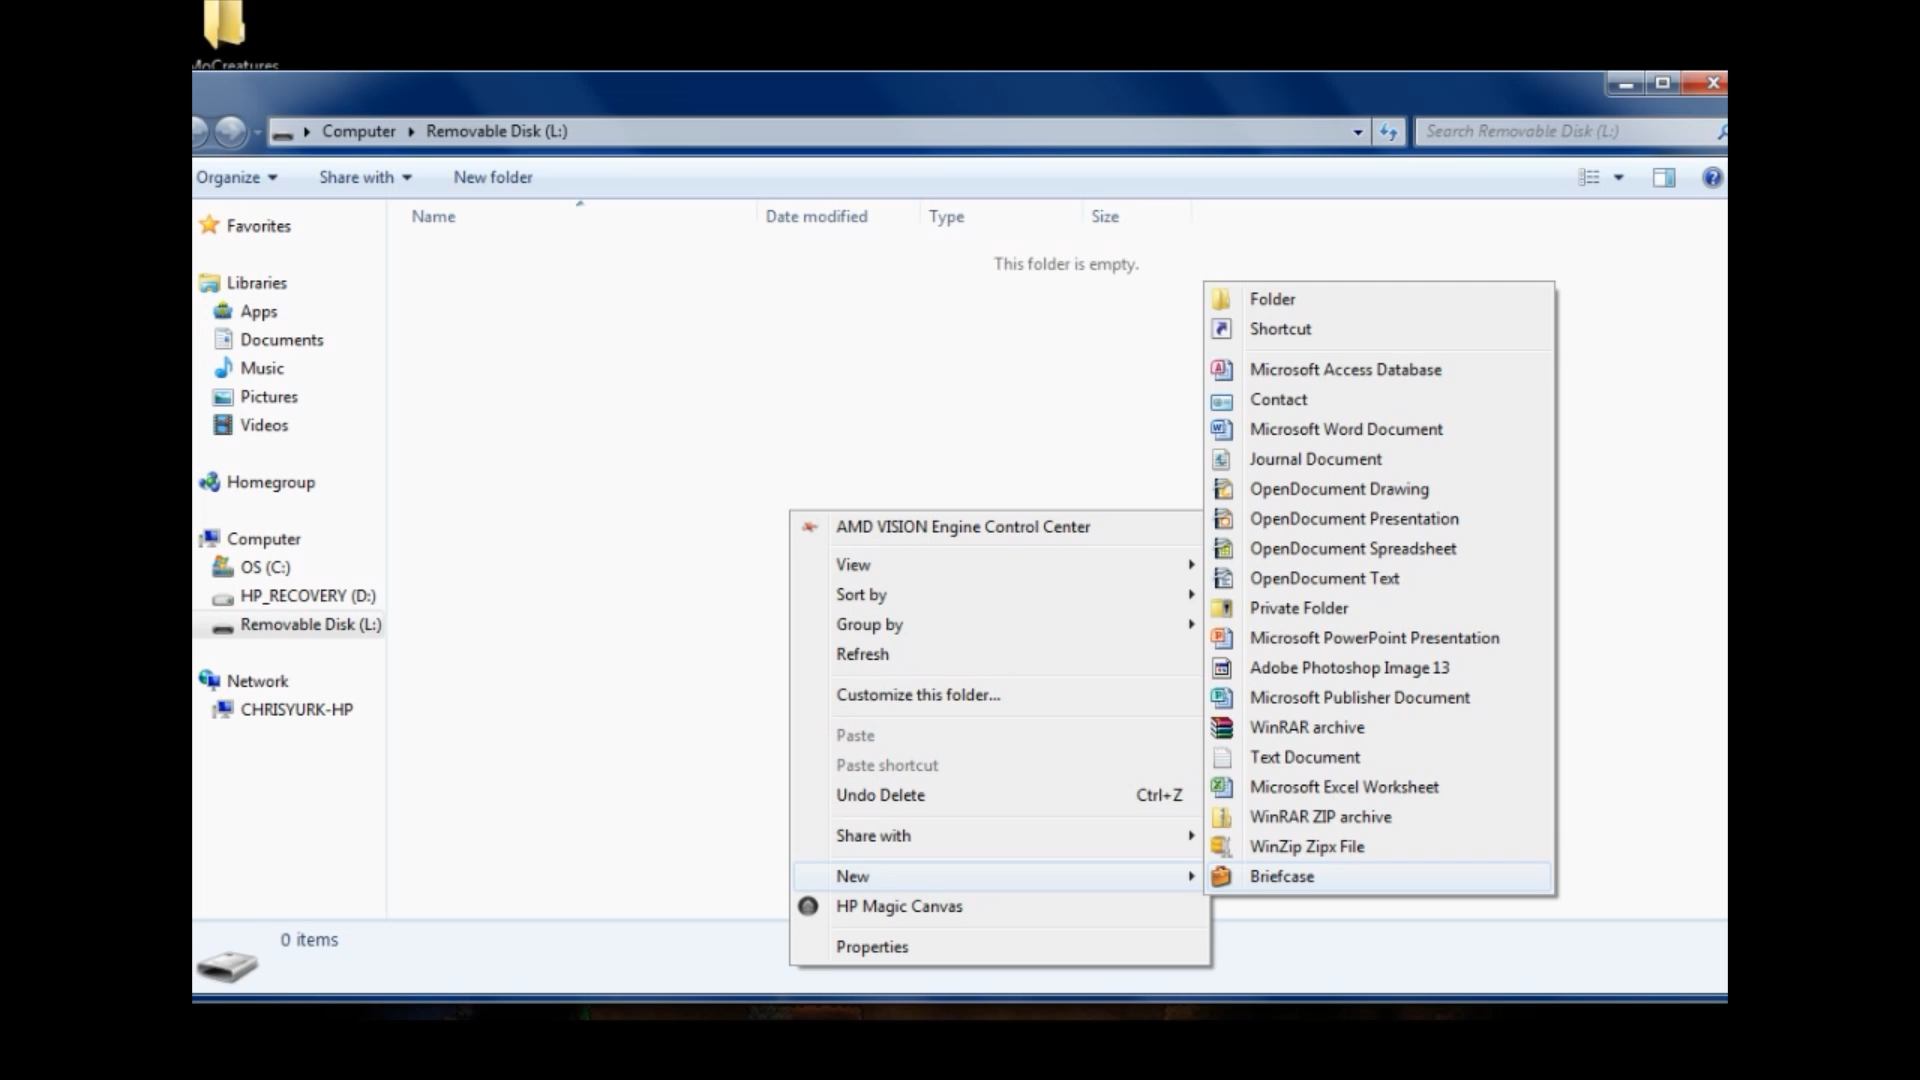 MoCreatures
Computer
Removable Disk (L:)
Search Removable Disk (L:)
Organize
Share with
New folder
Name
Date modified
Type
Size
This folder is empty.
Favorites
Libraries
Apps
Documents
Music
Pictures
Videos
Homegroup
Computer
OS (C:)
HP_RECOVERY (D:)
Removable Disk (L:)
Network
CHRISYURK-HP
AMD VISION Engine Control Center
View
Sort by
Group by
Refresh
Customize this folder...
Paste
Paste shortcut
Undo Delete Ctrl+Z
Share with
New
HP Magic Canvas
Properties
Folder
Shortcut
Microsoft Access Database
Contact
Microsoft Word Document
Journal Document
OpenDocument Drawing
OpenDocument Presentation
OpenDocument Spreadsheet
OpenDocument Text
Private Folder
Microsoft PowerPoint Presentation
Adobe Photoshop Image 13
Microsoft Publisher Document
WinRAR archive
Text Document
Microsoft Excel Worksheet
WinRAR ZIP archive
WinZip Zipx File
Briefcase
0 items